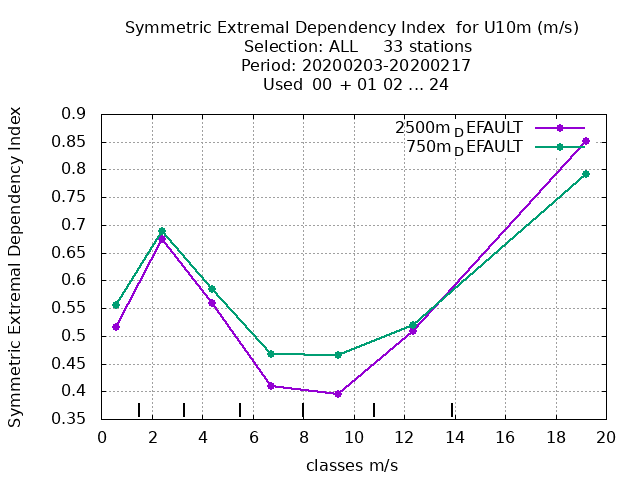 Symmetric Extremal Dependency Index  for U10m (m/s)
Selection: ALL     33 stations
Period: 20200203-20200217
Used  00 + 01 02 ... 24
Symmetric Extremal Dependency Index
2500m_DEFAULT
750m_DEFAULT
0.9
0.85
0.8
0.75
0.7
0.65
0.6
0.55
0.5
0.45
0.4
0.35
0 2 4 6 8 10 12 14 16 18 20
classes m/s